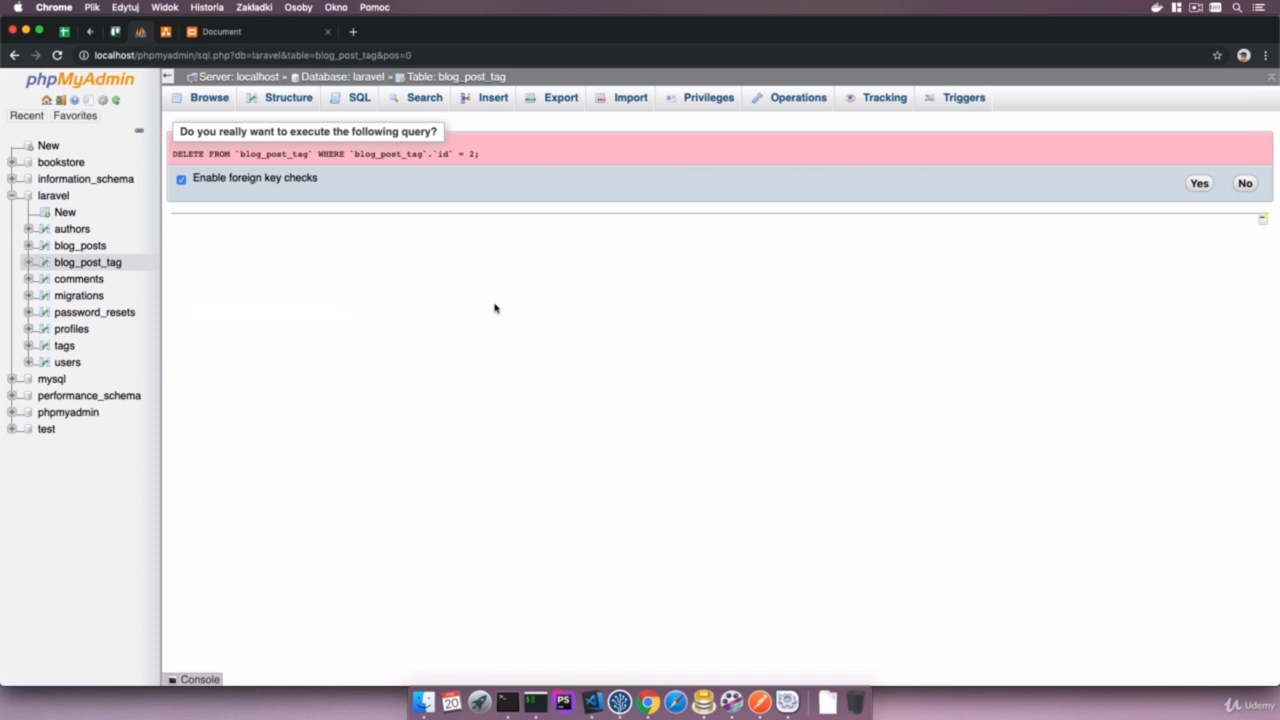 Chrome Plik Edytuj Widok Historia Zakładki Osoby Okno Pomoc
Document
localhost/phpmyadmin/sql.php?db=laravel&table=blog_post_tag&pos=0
phpMyAdmin
Recent Favorites
New
bookstore
information_schema
laravel
New
authors
blog_posts
blog_post_tag
comments
migrations
password_resets
profiles
tags
users
mysql
performance_schema
phpmyadmin
test
Server: localhost » Database: laravel » Table: blog_post_tag
Browse Structure SQL Search Insert Export Import Privileges Operations Tracking Triggers
Do you really want to execute the following query?
DELETE FROM `blog_post_tag` WHERE `blog_post_tag`.`id` = 2;
Enable foreign key checks
Yes No
Console
20
PS
Udemy